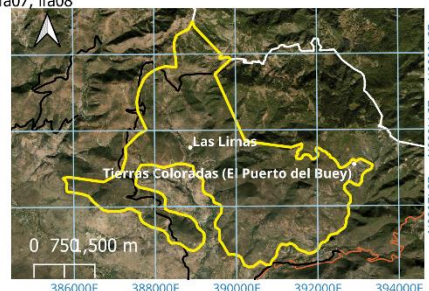 Las Limas
Tierras Coloradas (El Puerto del Buey)
0 750 1,500 m
386000E 388000E 390000E 392000E 394000E